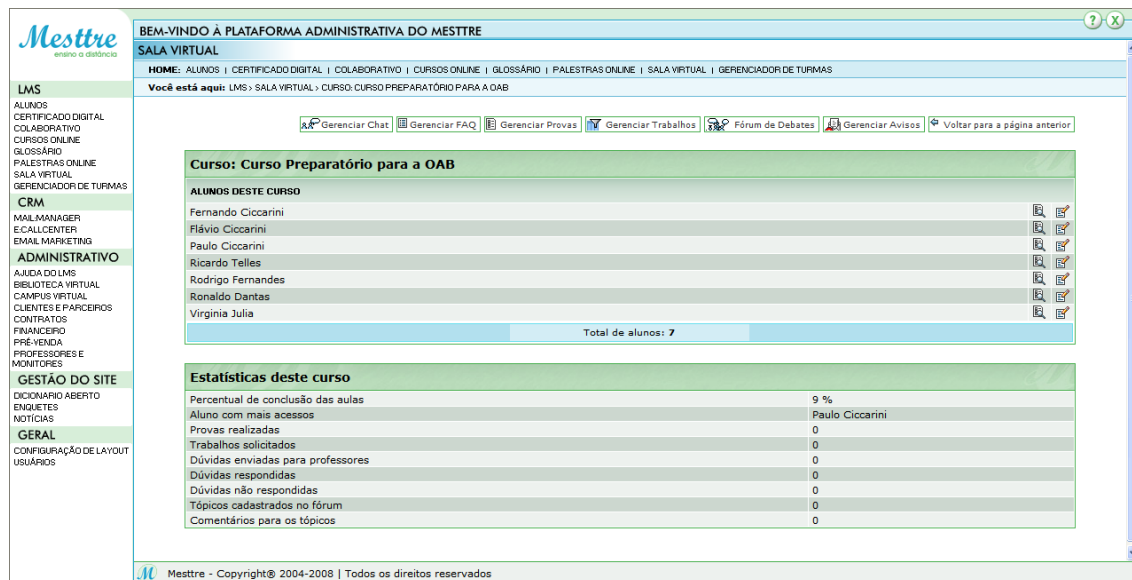 Mesttre
ensino a distância
? X
BEM-VINDO À PLATAFORMA ADMINISTRATIVA DO MESTTRE
SALA VIRTUAL
HOME: ALUNOS | CERTIFICADO DIGITAL | COLABORATIVO | CURSOS ONLINE | GLOSSÁRIO | PALESTRAS ONLINE | SALA VIRTUAL | GERENCIADOR DE TURMAS
Você está aqui: LMS > SALA VIRTUAL > CURSO: CURSO PREPARATÓRIO PARA A OAB
LMS
ALUNOS
CERTIFICADO DIGITAL
COLABORATIVO
CURSOS ONLINE
GLOSSÁRIO
PALESTRAS ONLINE
SALA VIRTUAL
GERENCIADOR DE TURMAS
CRM
MAIL.MANAGER
E.CALLCENTER
EMAIL MARKETING
ADMINISTRATIVO
AJUDA DO LMS
BIBLIOTECA VIRTUAL
CAMPUS VIRTUAL
CLIENTES E PARCEIROS
CONTRATOS
FINANCEIRO
PRÉ-VENDA
PROFESSORES E
MONITORES
GESTÃO DO SITE
DICIONARIO ABERTO
ENQUETES
NOTÍCIAS
GERAL
CONFIGURAÇÃO DE LAYOUT
USUÁRIOS
Gerenciar Chat Gerenciar FAQ Gerenciar Provas Gerenciar Trabalhos Fórum de Debates Gerenciar Avisos Voltar para a página anterior
Curso: Curso Preparatório para a OAB
ALUNOS DESTE CURSO
Fernando Ciccarini
Flávio Ciccarini
Paulo Ciccarini
Ricardo Telles
Rodrigo Fernandes
Ronaldo Dantas
Virginia Julia
Total de alunos: 7
Estatísticas deste curso
Percentual de conclusão das aulas 9 %
Aluno com mais acessos Paulo Ciccarini
Provas realizadas 0
Trabalhos solicitados 0
Dúvidas enviadas para professores 0
Dúvidas respondidas 0
Dúvidas não respondidas 0
Tópicos cadastrados no fórum 0
Comentários para os tópicos 0
M Mesttre - Copyright® 2004-2008 | Todos os direitos reservados